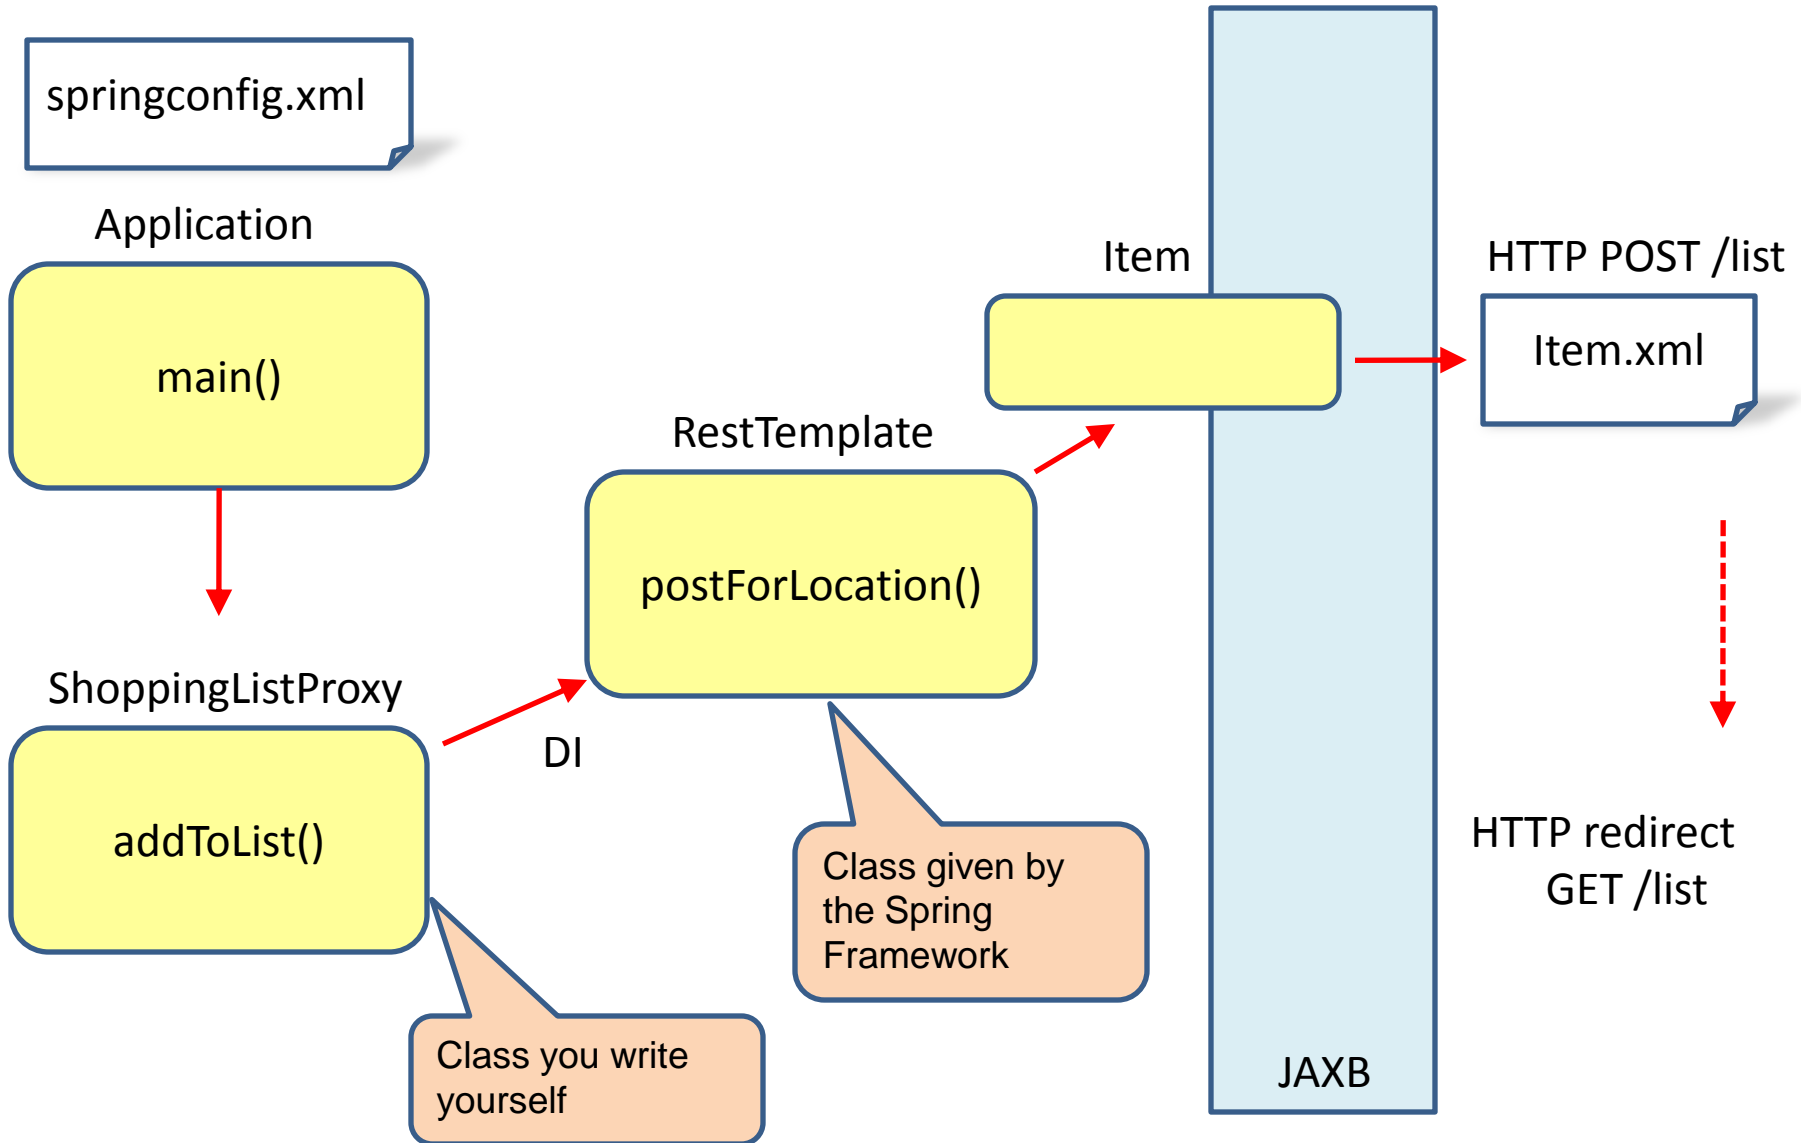 springconfig.xml
Application
main()
ShoppingListProxy
addToList()
Class you write
yourself
DI
RestTemplate
postForLocation()
Class given by
the Spring
Framework
Item
JAXB
HTTP POST /list
Item.xml
HTTP redirect
GET /list